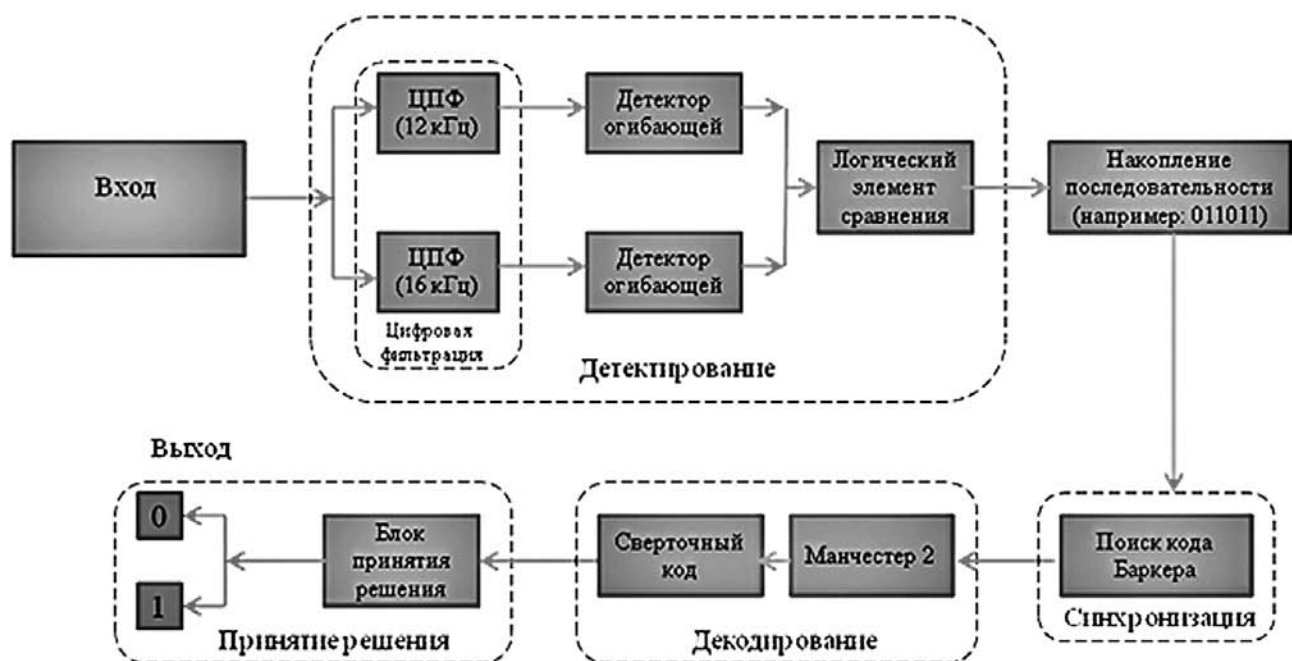 Вход
ЦПФ
(12 кГц)
Детектор
огибающей
ЦПФ
(16 кГц)
Детектор
огибающей
Цифровая
фильтрация
Детектирование
Логический
элемент
сравнения
Накопление
последовательности
(например: 011011)
Поиск кода
Баркера
Синхронизация
Манчестер 2
Сверточный
код
Декодирование
Блок
принятия
решения
Принятие решения
Выход
0
1